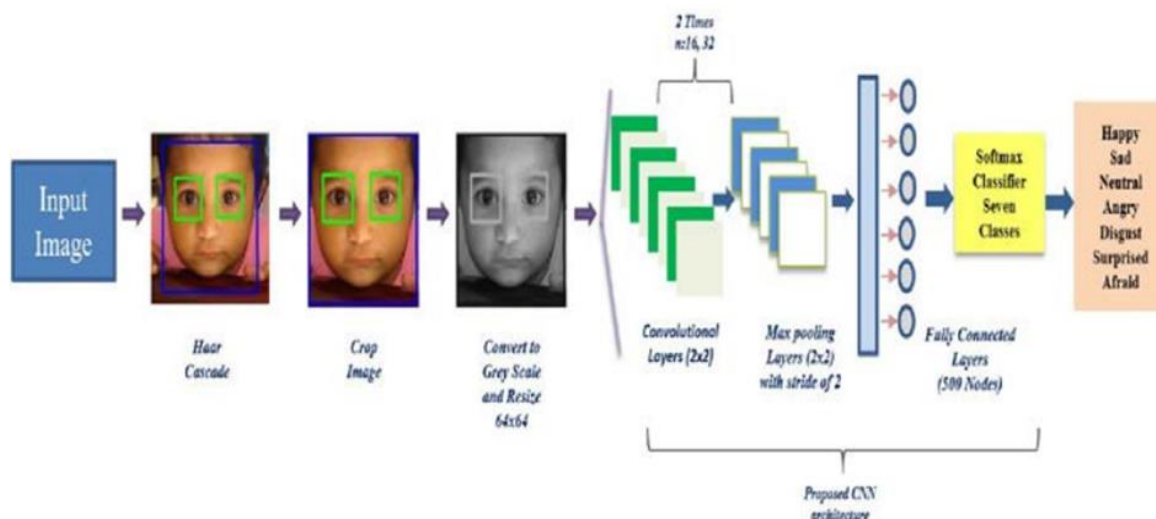 2 Times
n:16, 32
Input
Image
Haar
Cascade
Crop
Image
Convert to
Grey Scale
and Resize
64x64
Convolutional
Layers (2x2)
Max pooling
Layers (2x2)
with stride of 2
Fully Connected
Layers
(500 Nodes)
Softmax
Classifier
Seven
Classes
Happy
Sad
Neutral
Angry
Disgust
Surprised
Afraid
Proposed CNN
architecture